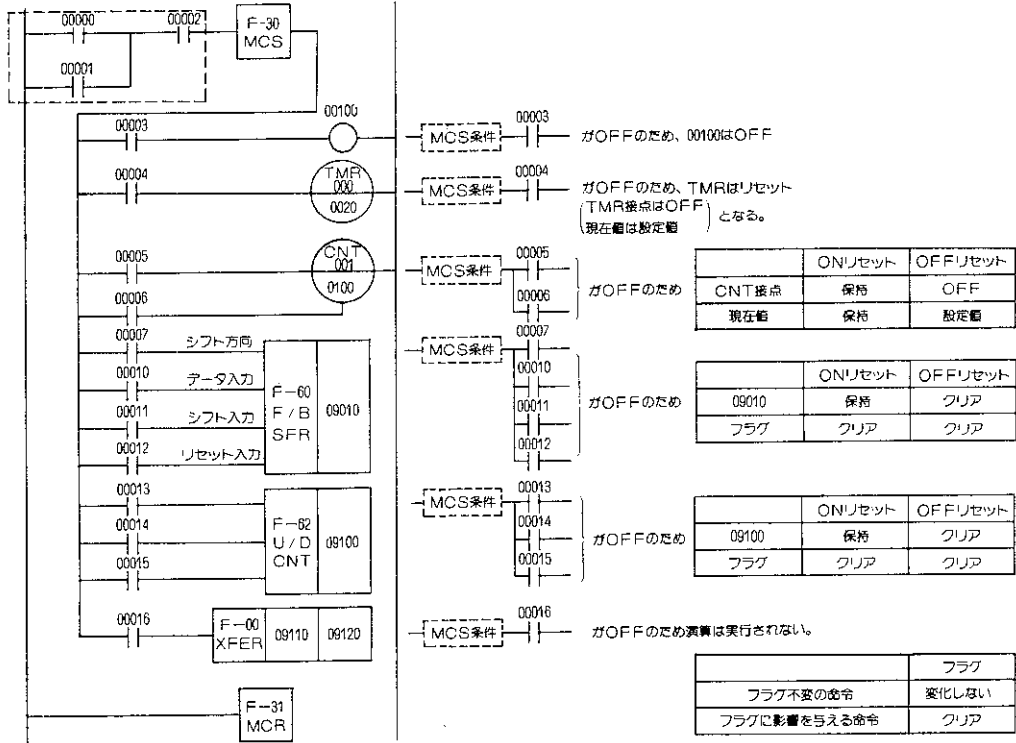 00000
00002
F-30
MCS
00001
00003
00100
MCS条件
00003
がOFFのため、00100はOFF
00004
TMR
000
0020
MCS条件
00004
がOFFのため、TMRはリセット
TMR接点はOFF
現在値は設定値
となる。
00005
CNT
001
0100
00006
MCS条件
00005
00006
がOFFのため
ONリセット OFFリセット
CNT接点 保持 OFF
現在値 保持 設定値
00007 シフト方向
00010 データ入力
00011 シフト入力
00012 リセット入力
F-60
F/B
SFR
09010
MCS条件
00007
00010
00011
00012
がOFFのため
ONリセット OFFリセット
09010 保持 クリア
フラグ クリア クリア
00013
00014
00015
F-62
U/D
CNT
09100
MCS条件
00013
00014
00015
がOFFのため
ONリセット OFFリセット
09100 保持 クリア
フラグ クリア クリア
00016
F-00
XFER
09110
09120
MCS条件
00016
がOFFのため演算は実行されない。
フラグ
フラグ不変の命令 変化しない
フラグに影響を与える命令 クリア
F-31
MCR